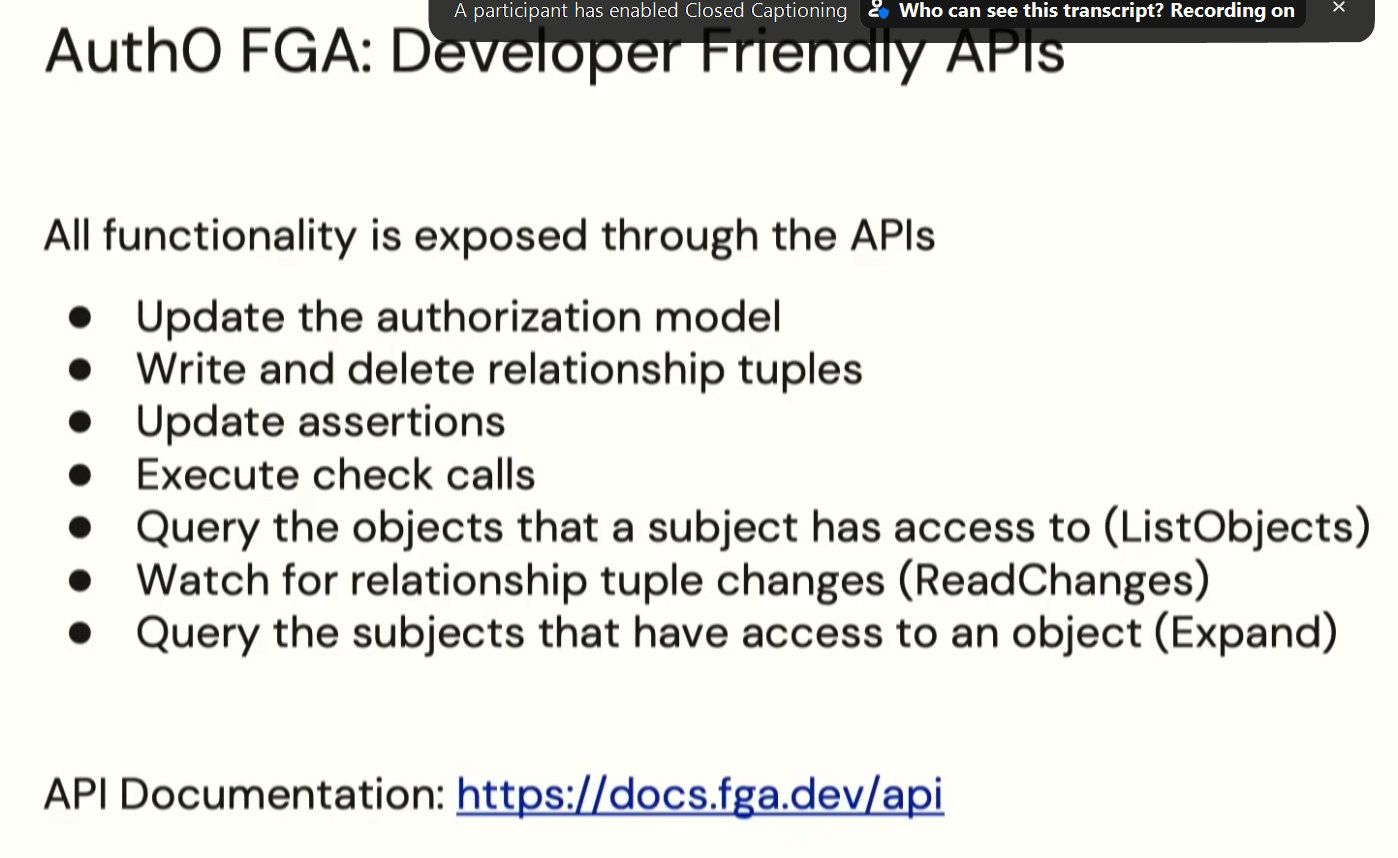 A participant has enabled Closed Captioning Who can see this transcript? Recording on
Auth0 FGA: Developer Friendly APIs
All functionality is exposed through the APIs
● Update the authorization model
● Write and delete relationship tuples
● Update assertions
● Execute check calls
● Query the objects that a subject has access to (ListObjects)
● Watch for relationship tuple changes (ReadChanges)
● Query the subjects that have access to an object (Expand)
API Documentation: https://docs.fga.dev/api